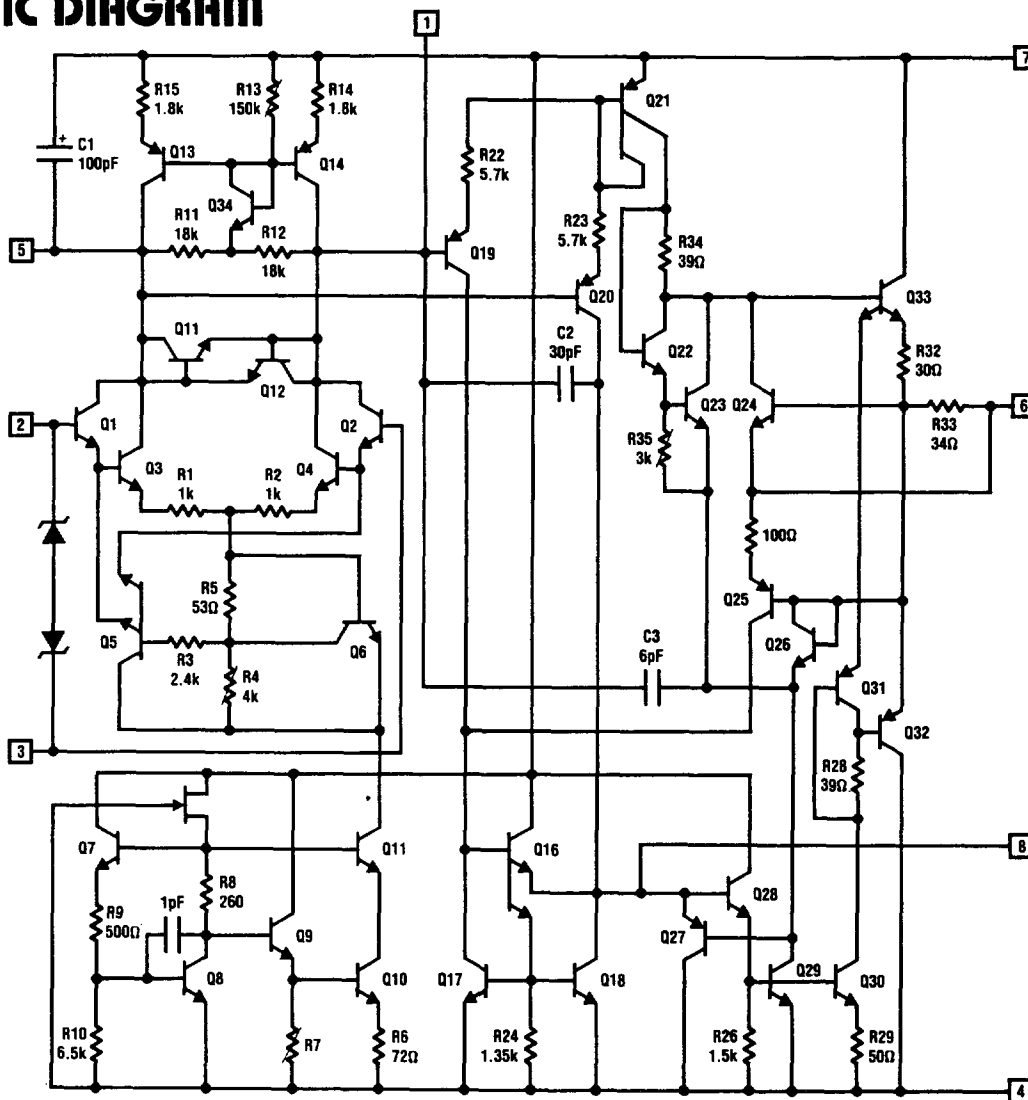 IC DIAGRAM
1
7
R15
1.8k
R13
150k
R14
1.8k
Q21
C1
100pF
+
Q13
Q14
R22
5.7k
Q34
R11
18k
R12
18k
R23
5.7k
R34
39Ω
5
Q19
Q20
Q33
Q11
Q12
C2
30pF
Q22
R32
30Ω
2
Q1
Q2
Q23
Q24
R33
34Ω
6
Q3
R1
1k
R2
1k
Q4
R35
3k
100Ω
R5
53Ω
Q5
R3
2.4k
R4
4k
Q6
Q25
C3
6pF
Q26
Q31
3
Q32
R28
39Ω
Q7
R8
260
Q11
Q16
8
R9
500Ω
1pF
Q9
Q28
Q27
Q8
Q10
Q17
Q18
Q29
Q30
R10
6.5k
R7
R6
72Ω
R24
1.35k
R26
1.5k
R29
50Ω
4